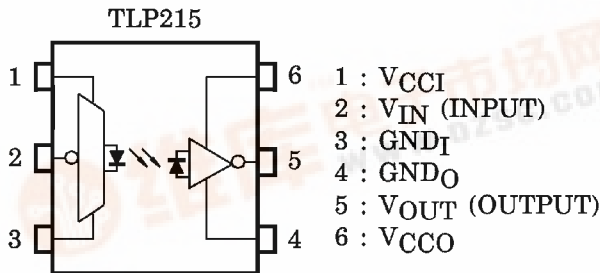 TLP215
1
2
3
6
5
4
1 : VCCI
2 : VIN (INPUT)
3 : GNDI
4 : GNDO
5 : VOUT (OUTPUT)
6 : VCCO